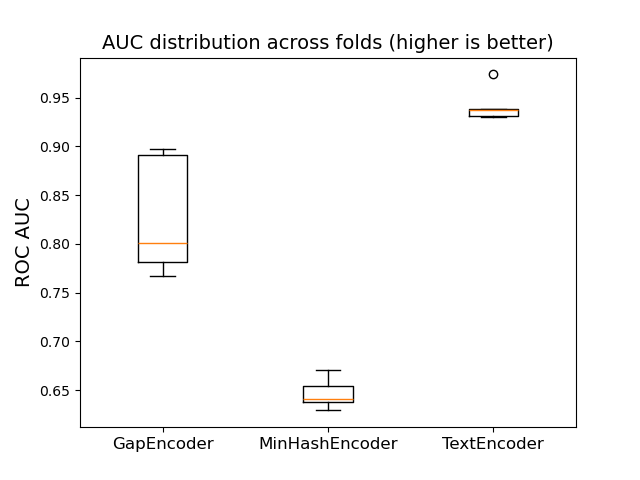 AUC distribution across folds (higher is better)
ROC AUC
0.95
0.90
0.85
0.80
0.75
0.70
0.65
GapEncoder
MinHashEncoder
TextEncoder